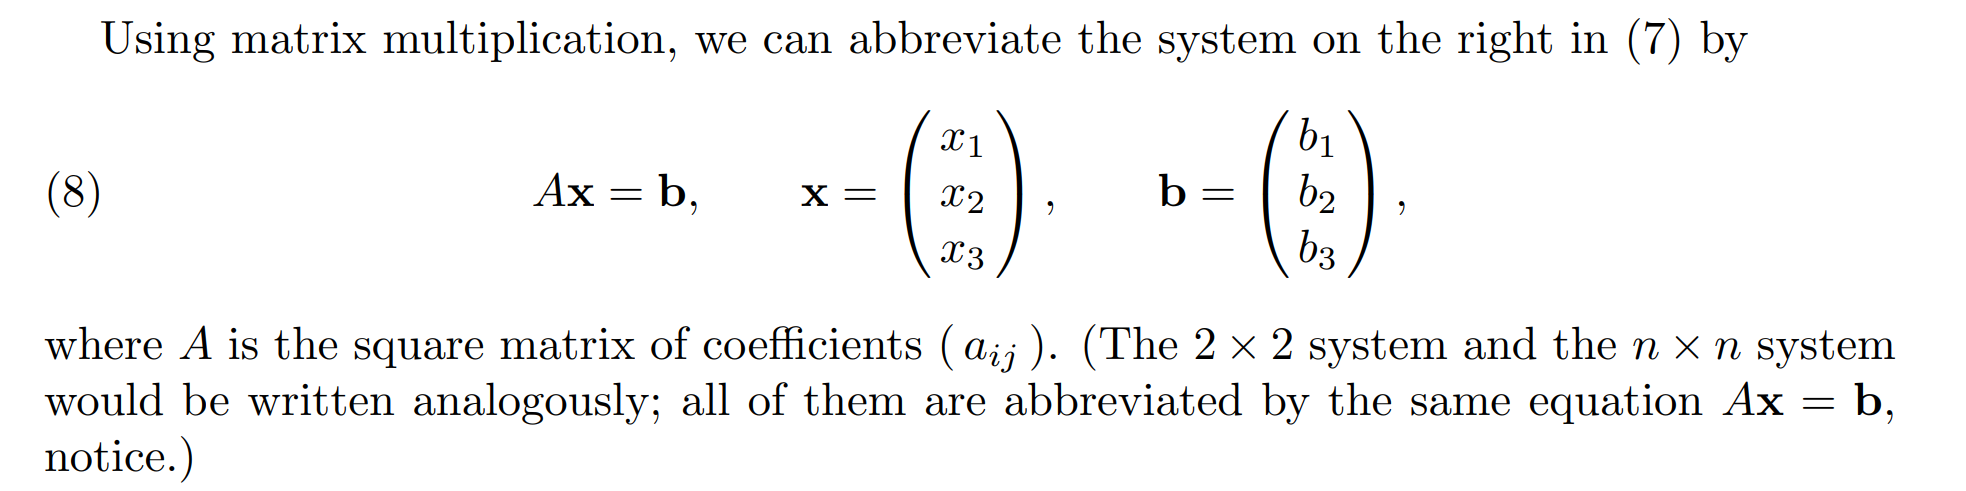 Using matrix multiplication, we can abbreviate the system on the right in (7) by
(8) Ax = b, x = (x₁ x₂ x₃), b = (b₁ b₂ b₃),
where A is the square matrix of coefficients ( aᵢⱼ ). (The 2 × 2 system and the n × n system
would be written analogously; all of them are abbreviated by the same equation Ax = b,
notice.)